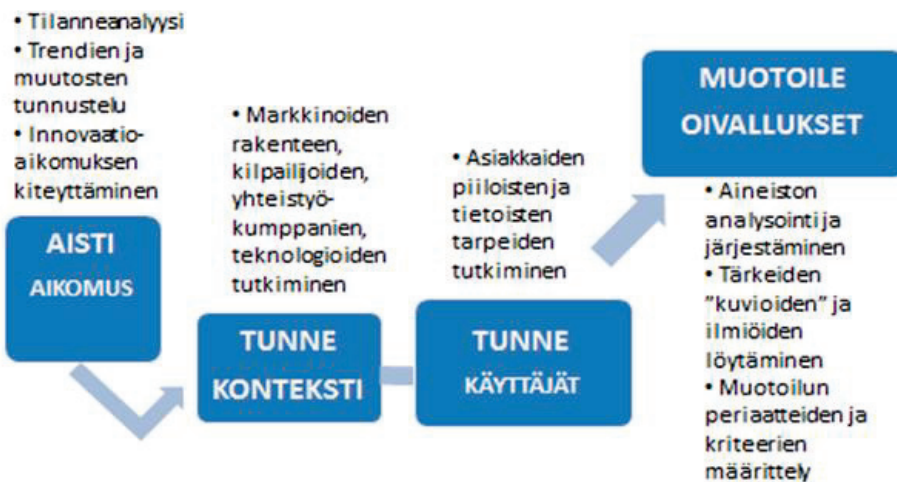 • Tilanneanalyysi
• Trendien ja
muutosten
tunnustelu
• Innovaatio-
aikomuksen
kiteyttäminen
AISTI
AIKOMUS
• Markkinoiden
rakenteen,
kilpailijoiden,
yhteistyö-
kumppanien,
teknologioiden
tutkiminen
TUNNE
KONTEKSTI
• Asiakkaiden
piiloisten ja
tietoisten
tarpeiden
tutkiminen
TUNNE
KÄYTTÄJÄT
MUOTOILE
OIVALLUKSET
• Aineiston
analysointi ja
järjestäminen
• Tärkeiden
”kuvioiden” ja
ilmiöiden
löytäminen
• Muotoilun
periaatteiden ja
kriteerien
määrittely